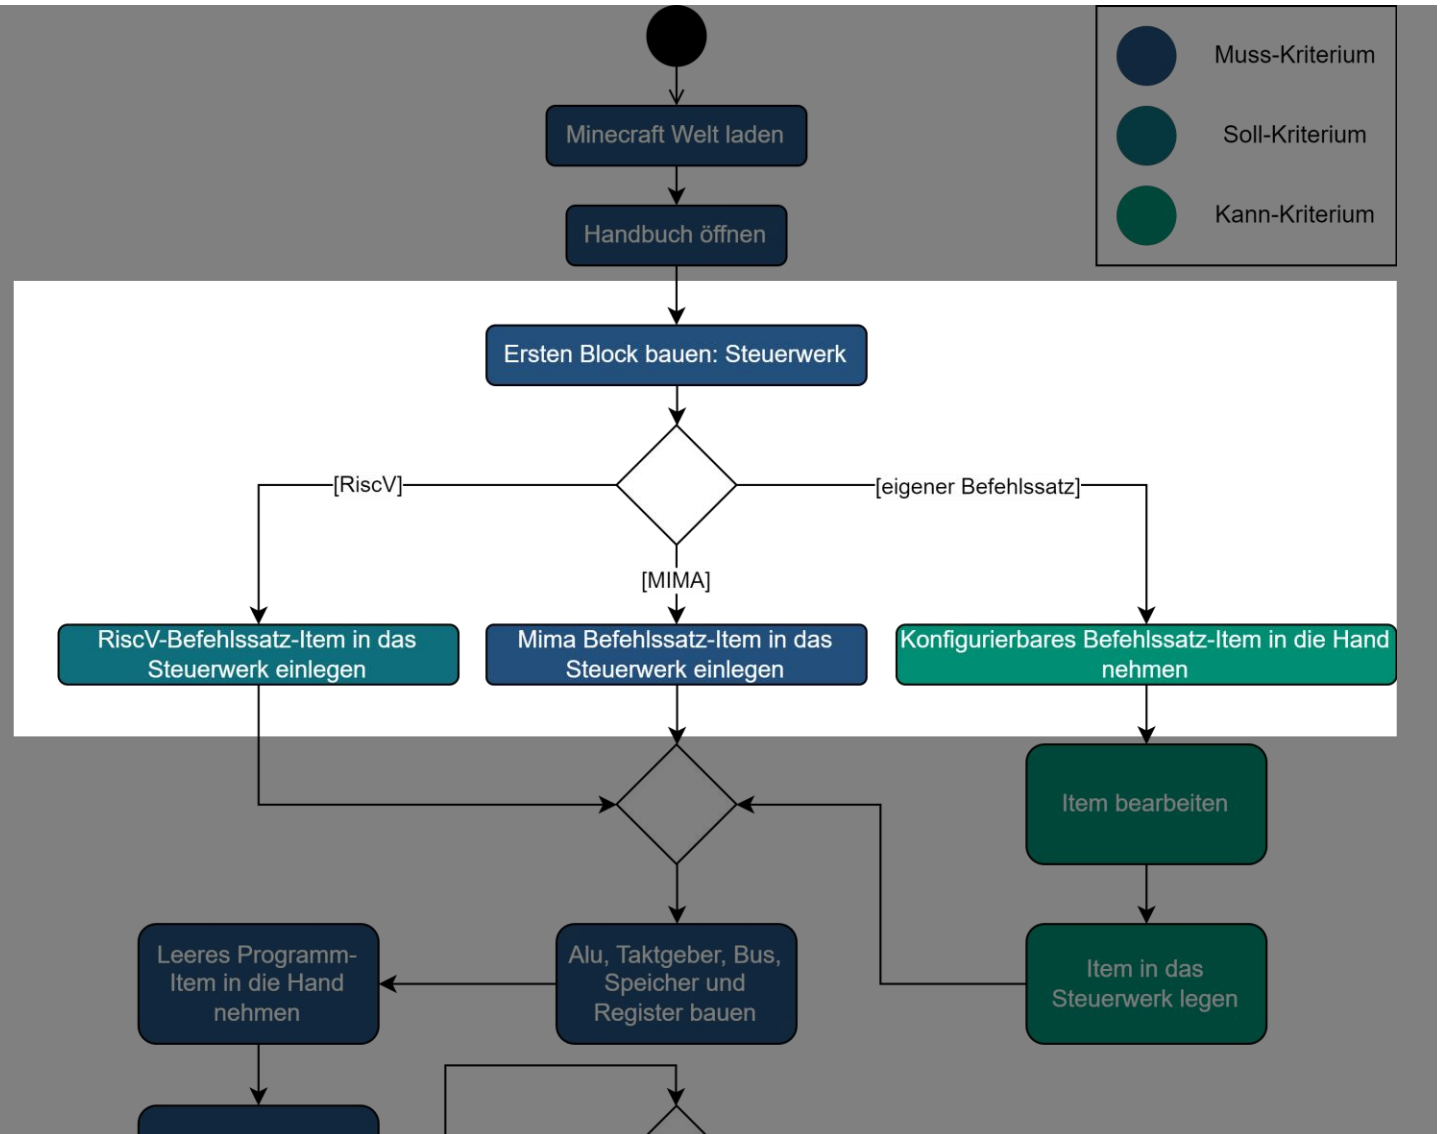 Muss-Kriterium
Soll-Kriterium
Kann-Kriterium
Minecraft Welt laden
Handbuch öffnen
Ersten Block bauen: Steuerwerk
[RiscV]
[eigener Befehlssatz]
[MIMA]
RiscV-Befehlssatz-Item in das
Steuerwerk einlegen
Mima Befehlssatz-Item in das
Steuerwerk einlegen
Konfigurierbares Befehlssatz-Item in die Hand
nehmen
Item bearbeiten
Leeres Programm-
Item in die Hand
nehmen
Alu, Taktgeber, Bus,
Speicher und
Register bauen
Item in das
Steuerwerk legen